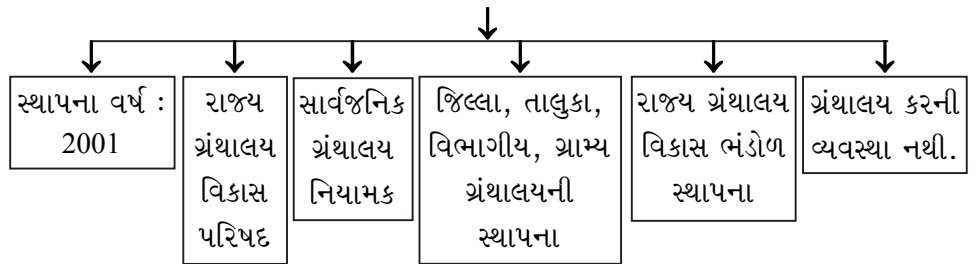 સ્થાપના વર્ષ :
2001
રાજ્ય
ગ્રંથાલય
વિકાસ
પરિષદ
સાર્વજનિક
ગ્રંથાલય
નિયામક
જિલ્લા, તાલુકા,
વિભાગીય, ગ્રામ્ય
ગ્રંથાલયની
સ્થાપના
રાજ્ય ગ્રંથાલય
વિકાસ ભંડોળ
સ્થાપના
ગ્રંથાલય કરની
વ્યવસ્થા નથી.